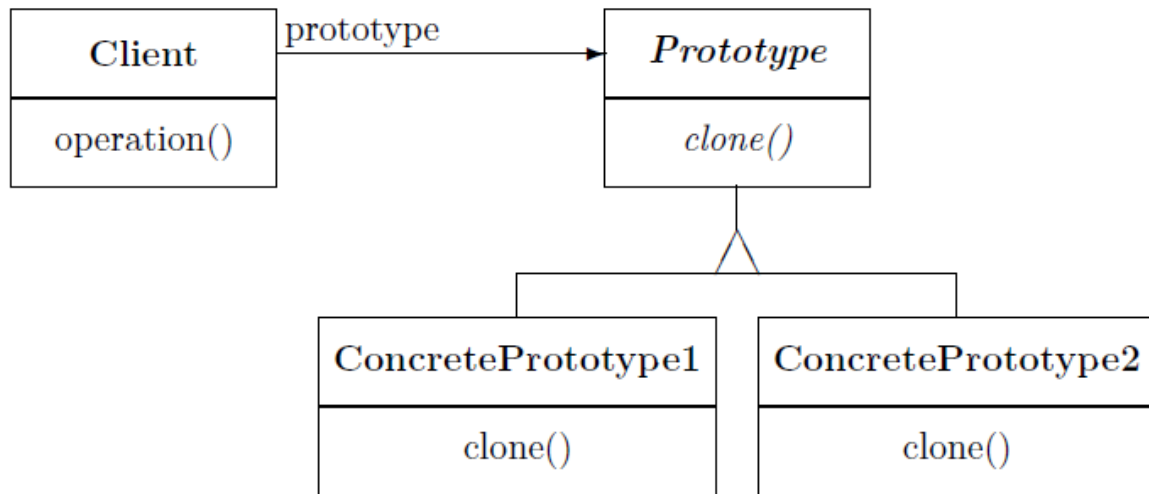 Client
prototype
Prototype
operation()
clone()
ConcretePrototype1
ConcretePrototype2
clone()
clone()